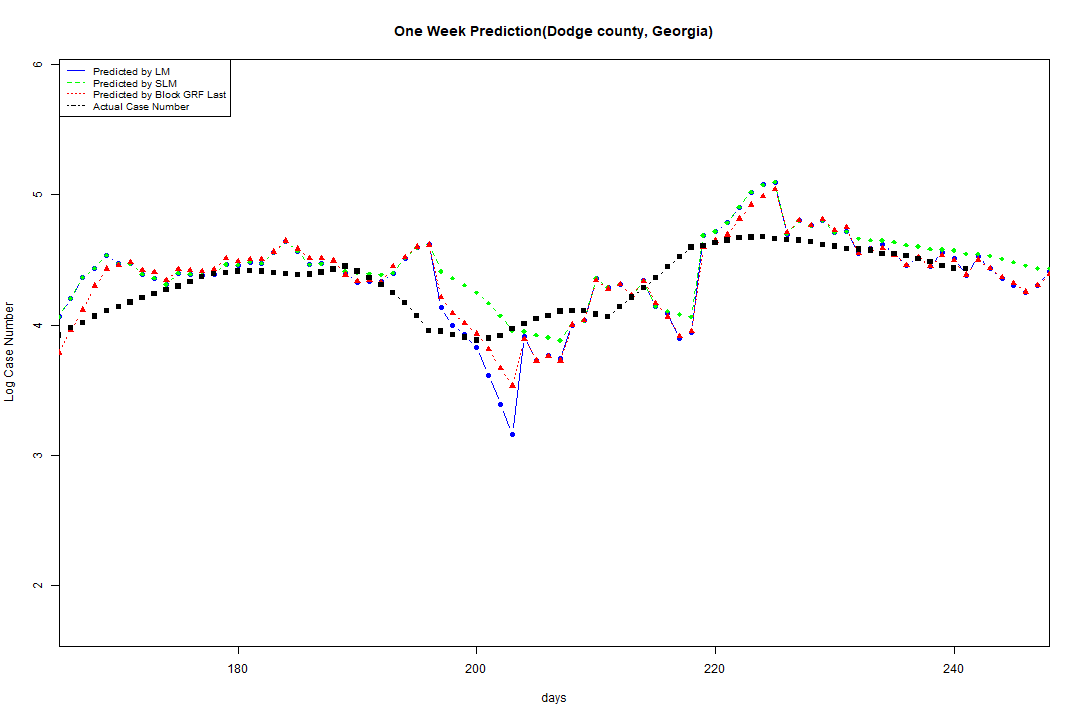 One Week Prediction(Dodge county, Georgia)
Predicted by LM
Predicted by SLM
Predicted by Block GRF Last
Actual Case Number
6
5
4
3
2
Log Case Number
180
200
220
240
days